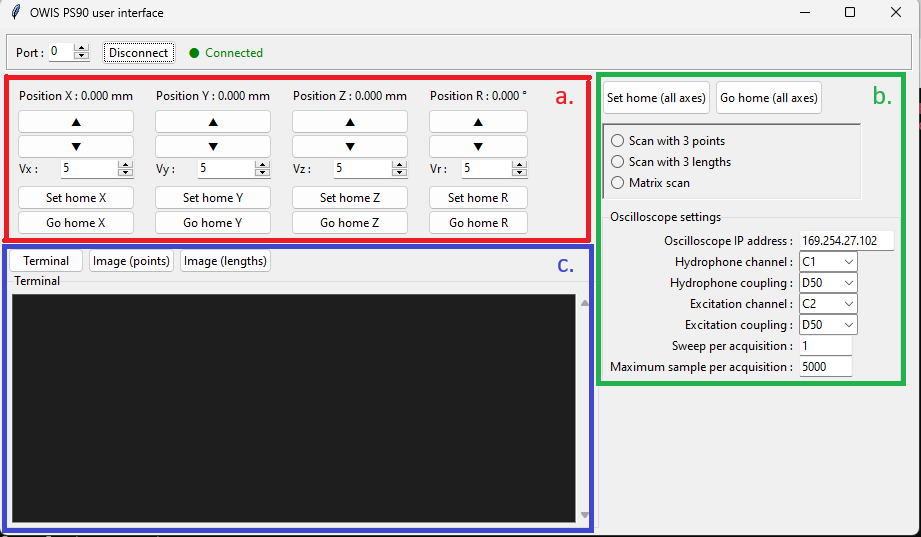 OWIS PS90 user interface
Port : 0 Disconnect Connected
Position X : 0.000 mm Position Y : 0.000 mm Position Z : 0.000 mm Position R : 0.000 ° a.
▲ ▲ ▲ ▲
▼ ▼ ▼ ▼
Vx : 5 Vy : 5 Vz : 5 Vr : 5
Set home X Set home Y Set home Z Set home R
Go home X Go home Y Go home Z Go home R
Set home (all axes) Go home (all axes) b.
Scan with 3 points
Scan with 3 lengths
Matrix scan
Oscilloscope settings
Oscilloscope IP address : 169.254.27.102
Hydrophone channel : C1
Hydrophone coupling : D50
Excitation channel : C2
Excitation coupling : D50
Sweep per acquisition : 1
Maximum sample per acquisition : 5000
Terminal Image (points) Image (lengths) c.
Terminal